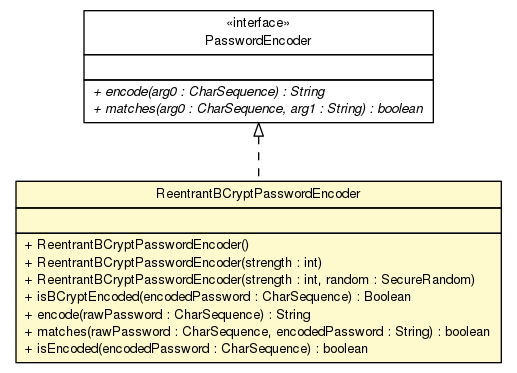 «interface»
PasswordEncoder
+ encode(arg0 : CharSequence) : String
+ matches(arg0 : CharSequence, arg1 : String) : boolean
ReentrantBCryptPasswordEncoder
+ ReentrantBCryptPasswordEncoder()
+ ReentrantBCryptPasswordEncoder(strength : int)
+ ReentrantBCryptPasswordEncoder(strength : int, random : SecureRandom)
+ isBCryptEncoded(encodedPassword : CharSequence) : Boolean
+ encode(rawPassword : CharSequence) : String
+ matches(rawPassword : CharSequence, encodedPassword : String) : boolean
+ isEncoded(encodedPassword : CharSequence) : boolean